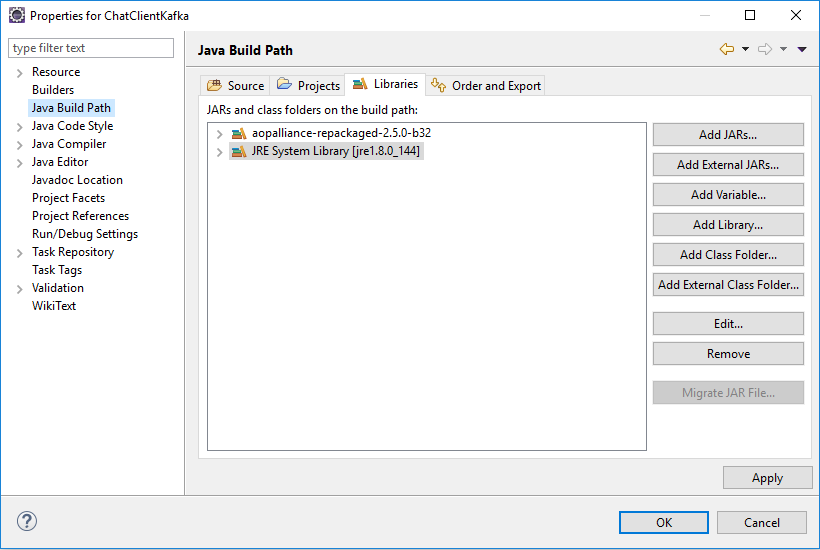 Properties for ChatClientKafka
type filter text
Resource
Builders
Java Build Path
Java Code Style
Java Compiler
Java Editor
Javadoc Location
Project Facets
Project References
Run/Debug Settings
Task Repository
Task Tags
Validation
WikiText
Java Build Path
Source Projects Libraries Order and Export
JARs and class folders on the build path:
aopalliance-repackaged-2.5.0-b32
JRE System Library [jre1.8.0_144]
Add JARs...
Add External JARs...
Add Variable...
Add Library...
Add Class Folder...
Add External Class Folder...
Edit...
Remove
Migrate JAR File...
Apply
?
OK Cancel